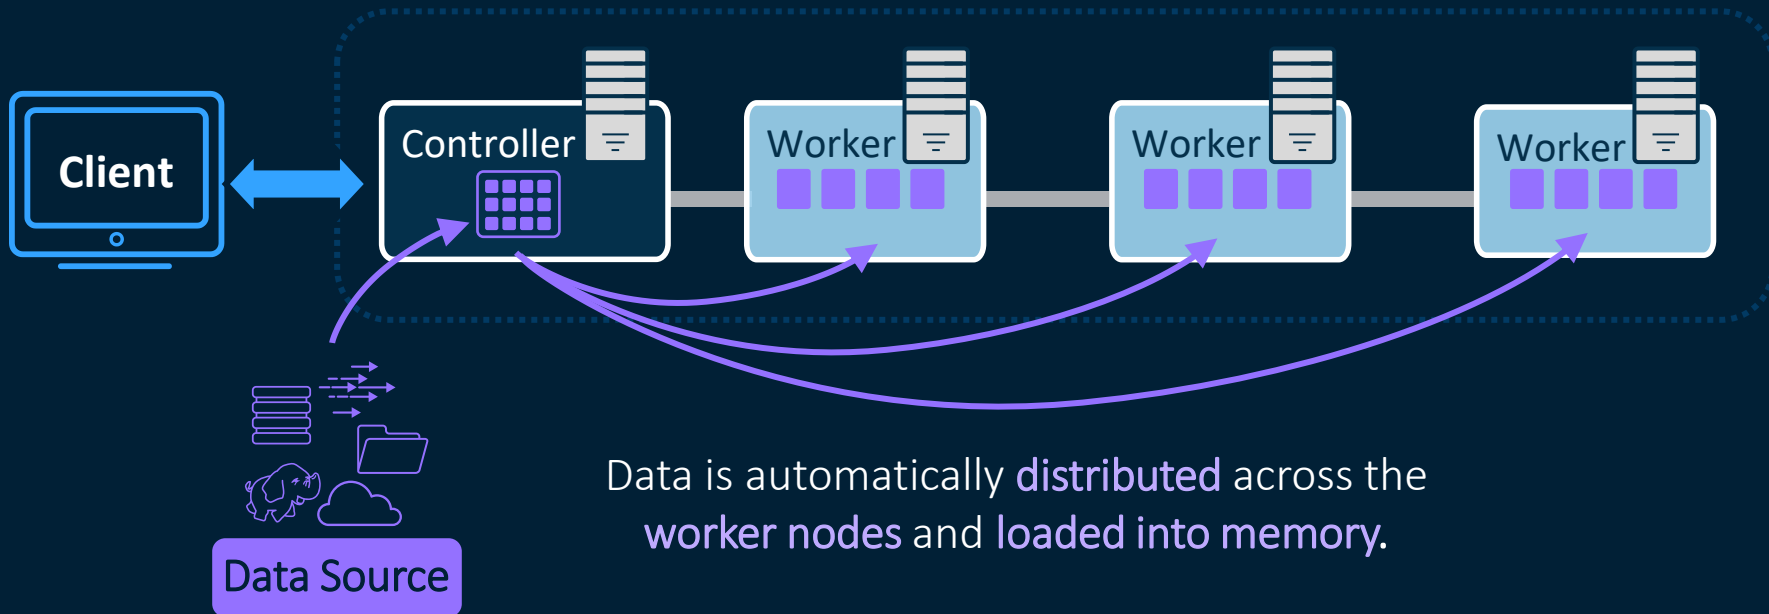 Client
Controller
Worker
Worker
Worker
Data Source
Data is automatically distributed across the
worker nodes and loaded into memory.